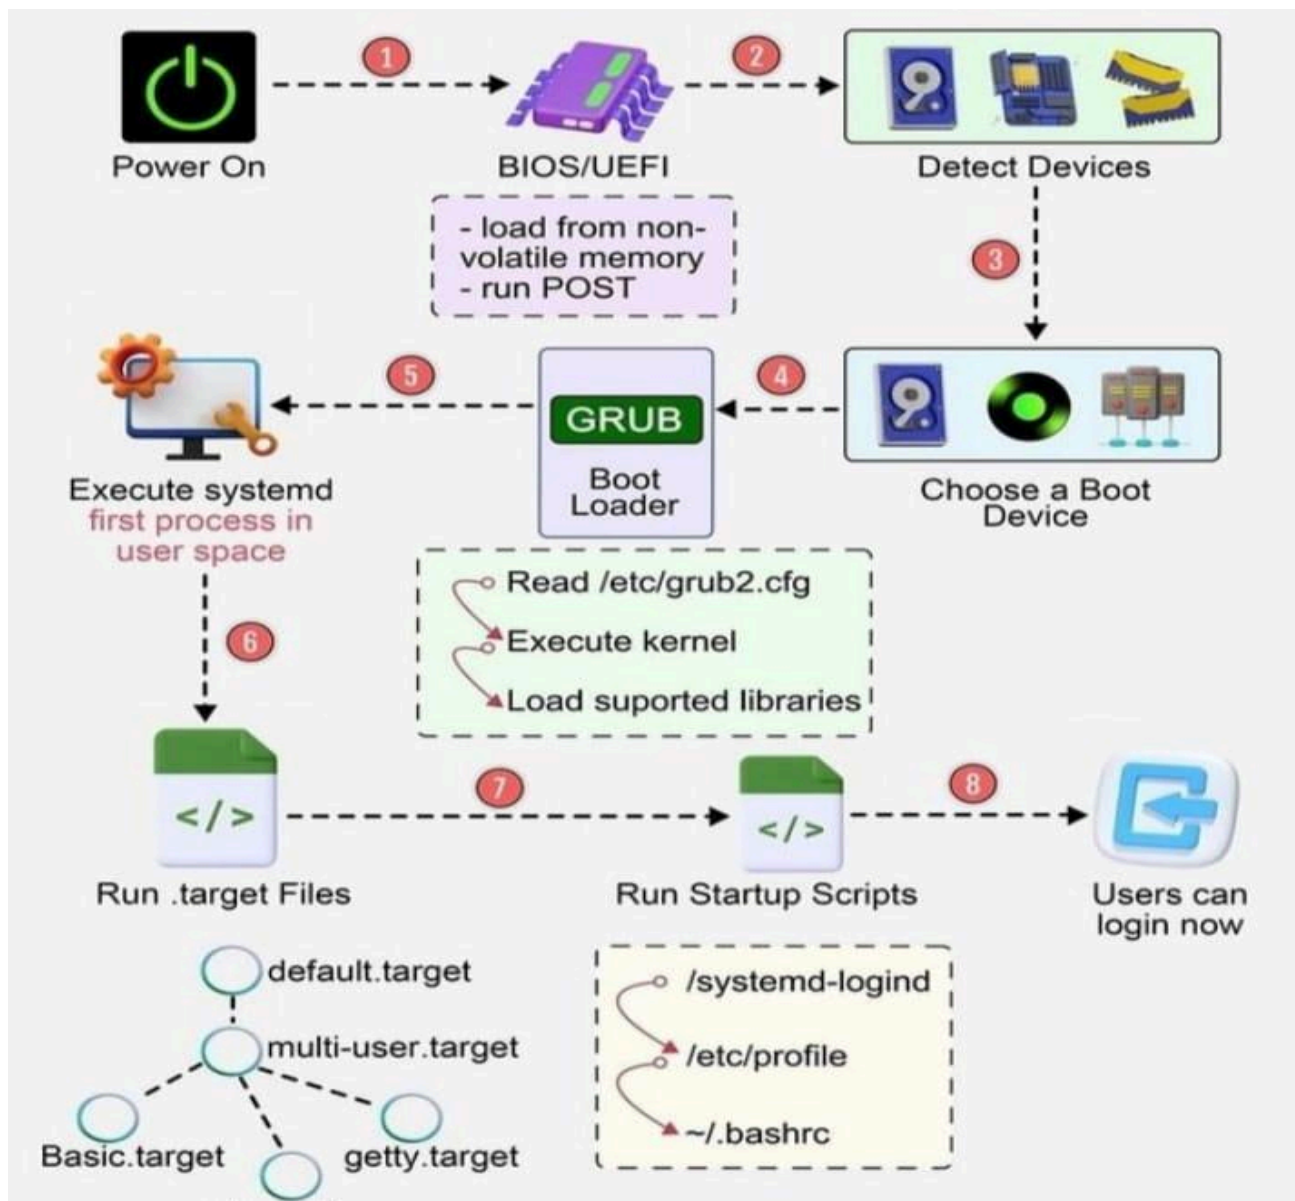 1
2
Power On
BIOS/UEFI
Detect Devices
- load from non-
volatile memory
- run POST
3
5
4
GRUB
Boot
Loader
Execute systemd
first process in
user space
Choose a Boot
Device
Read /etc/grub2.cfg
Execute kernel
Load suported libraries
6
7
8
</>
</>
Run .target Files
Run Startup Scripts
Users can
login now
default.target
multi-user.target
Basic.target
getty.target
/systemd-logind
/etc/profile
~/.bashrc